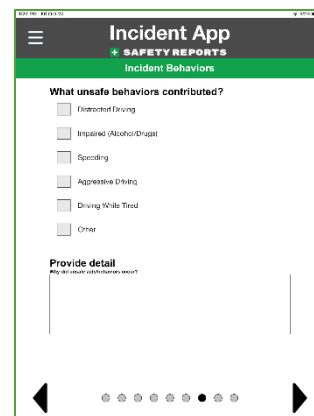 Incident App
SAFETY REPORTS
Incident Behaviors
What unsafe behaviors contributed?
Distracted Driving
Impaired (Alcohol/Drugs)
Speeding
Aggressive Driving
Driving While Tired
Other
Provide detail
Why did unsafe acts/behaviors occur?